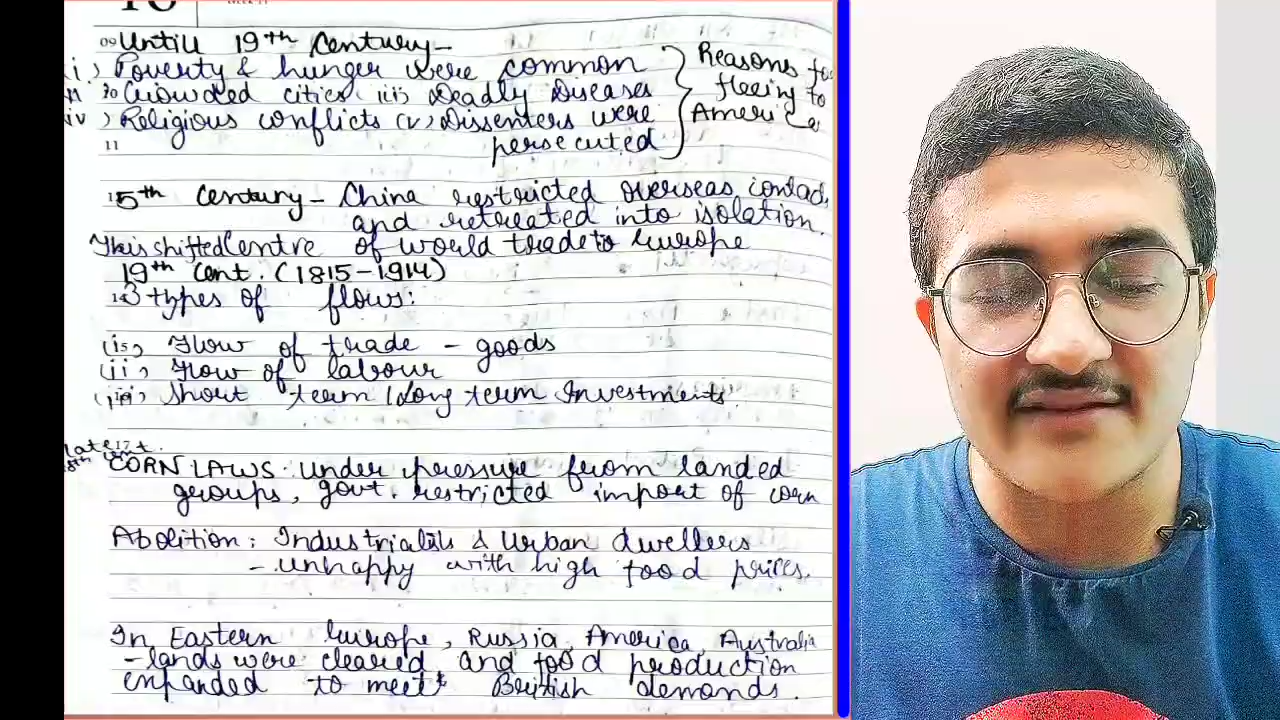 Untill 19th Century-
i, Poverty & hunger were common
Crowded cities iii, Deadly Diseases
iv, Religious conflicts (v, Dissenters were
persecuted
Reasons for
fleeing to
America
15th Century - China restricted overseas contact
and retreated into isolation.
This shifted Centre of world trade to Europe
19th Cent. (1815-1914)
3 types of flows:
(i, Flow of trade - goods
(ii, Flow of labour
(iii, Short term / Long term Investments
Late
18th Cent.
CORN LAWS: Under pressure from landed
groups, govt. restricted import of corn
Abolition: Industrialists & Urban dwellers
- unhappy with high food prices.
In Eastern Europe, Russia, America, Australia
- lands were cleared and food production
expanded to meet British demands.